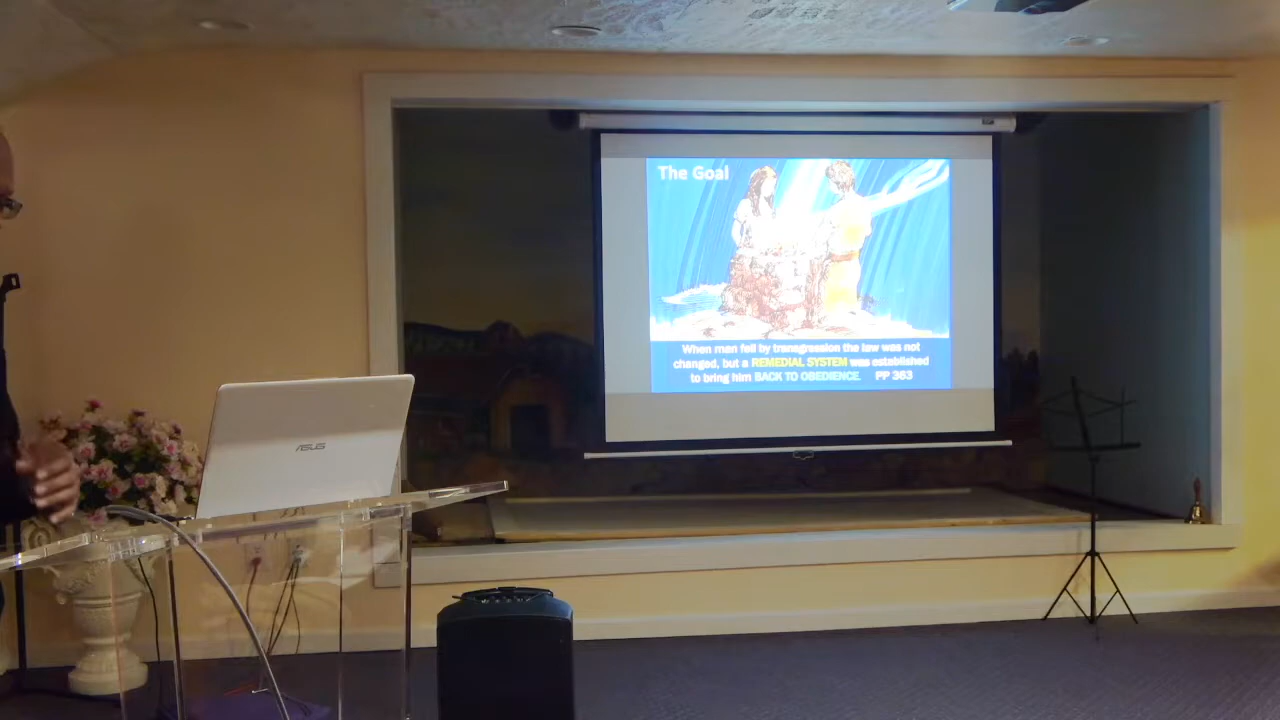 The Goal
When man fell by transgression the law was not
changed, but a REMEDIAL SYSTEM was established
to bring him BACK TO OBEDIENCE. PP 363
ASUS